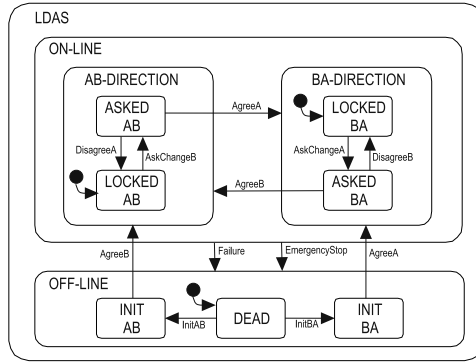 LDAS
ON-LINE
AB-DIRECTION
BA-DIRECTION
ASKED
AB
AgreeA
LOCKED
BA
DisagreeA
AskChangeB
AskChangeA
DisagreeB
LOCKED
AB
AgreeB
ASKED
BA
AgreeB
Failure
EmergencyStop
AgreeA
OFF-LINE
INIT
AB
InitAB
DEAD
InitBA
INIT
BA